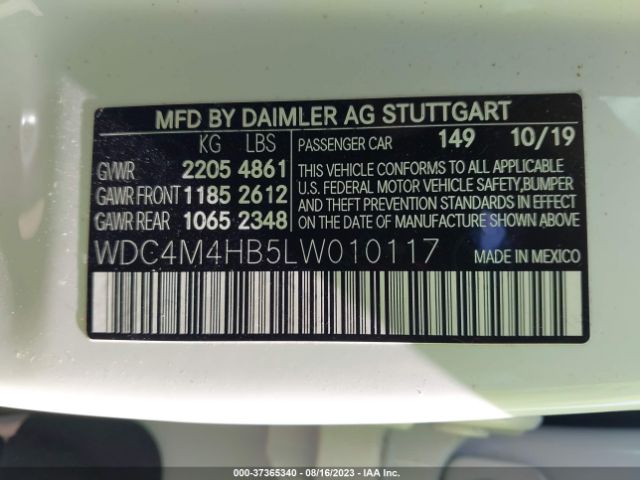 MFD BY DAIMLER AG STUTTGART
KG LBS PASSENGER CAR 149 10/19
GVWR 2205 4861 THIS VEHICLE CONFORMS TO ALL APPLICABLE
GAWR FRONT 1185 2612 U.S. FEDERAL MOTOR VEHICLE SAFETY,BUMPER
AND THEFT PREVENTION STANDARDS IN EFFECT
GAWR REAR 1065 2348 ON THE DATE OF MANUFACTURE SHOWN ABOVE
WDC4M4HB5LW010117 MADE IN MEXICO
000-37365340 - 08/16/2023 - IAA Inc.